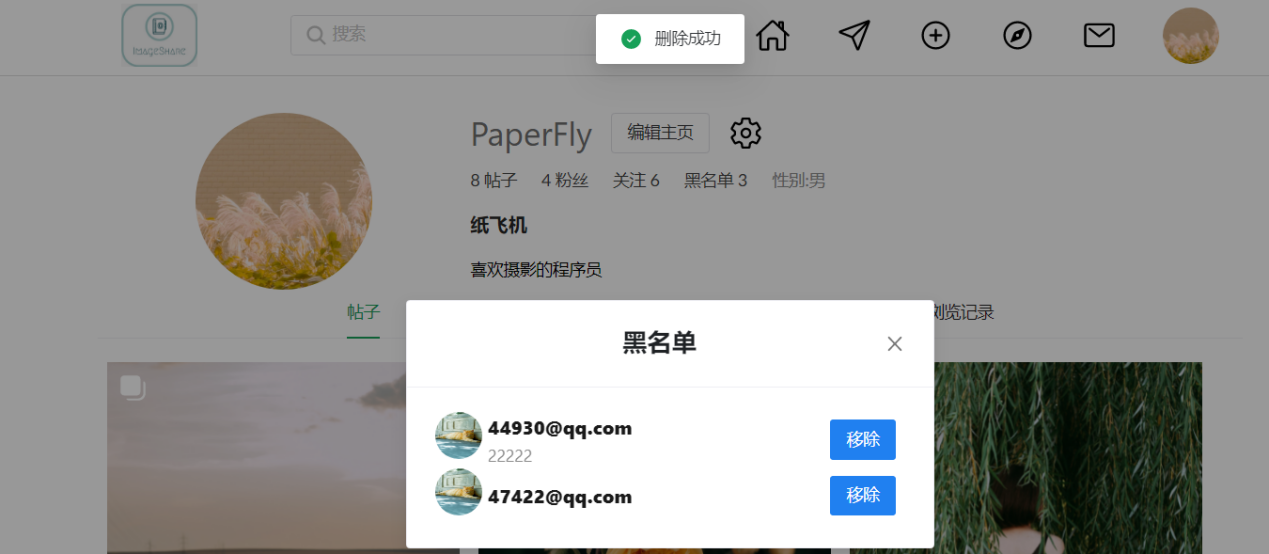 IMAGESHARE
搜索
删除成功
PaperFly
编辑主页
8 帖子 4 粉丝 关注 6 黑名单 3 性别:男
纸飞机
喜欢摄影的程序员
帖子
浏览记录
黑名单
44930@qq.com
移除
22222
47422@qq.com
移除